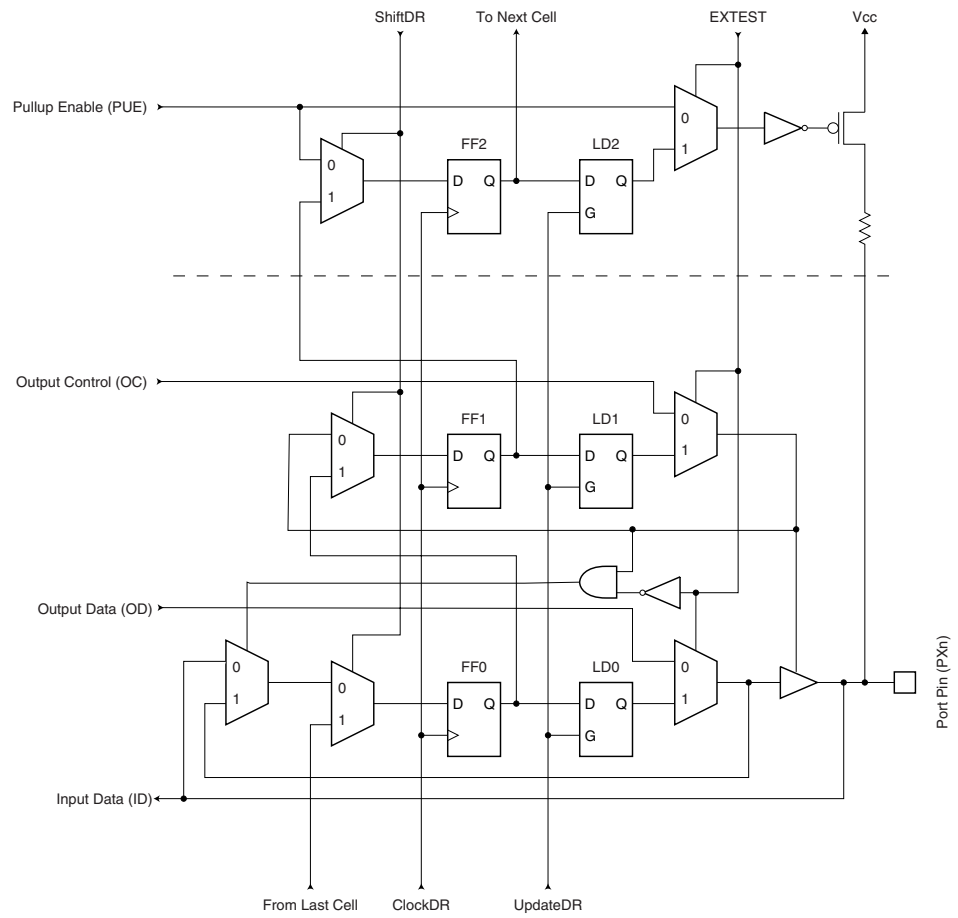 ShiftDR
To Next Cell
EXTEST
Vcc
Pullup Enable (PUE)
0
1
FF2
D Q
LD2
D Q
G
0
1
Output Control (OC)
0
1
FF1
D Q
LD1
D Q
G
0
1
Output Data (OD)
0
1
0
1
FF0
D Q
LD0
D Q
G
0
1
Port Pin (PXn)
Input Data (ID)
From Last Cell
ClockDR
UpdateDR